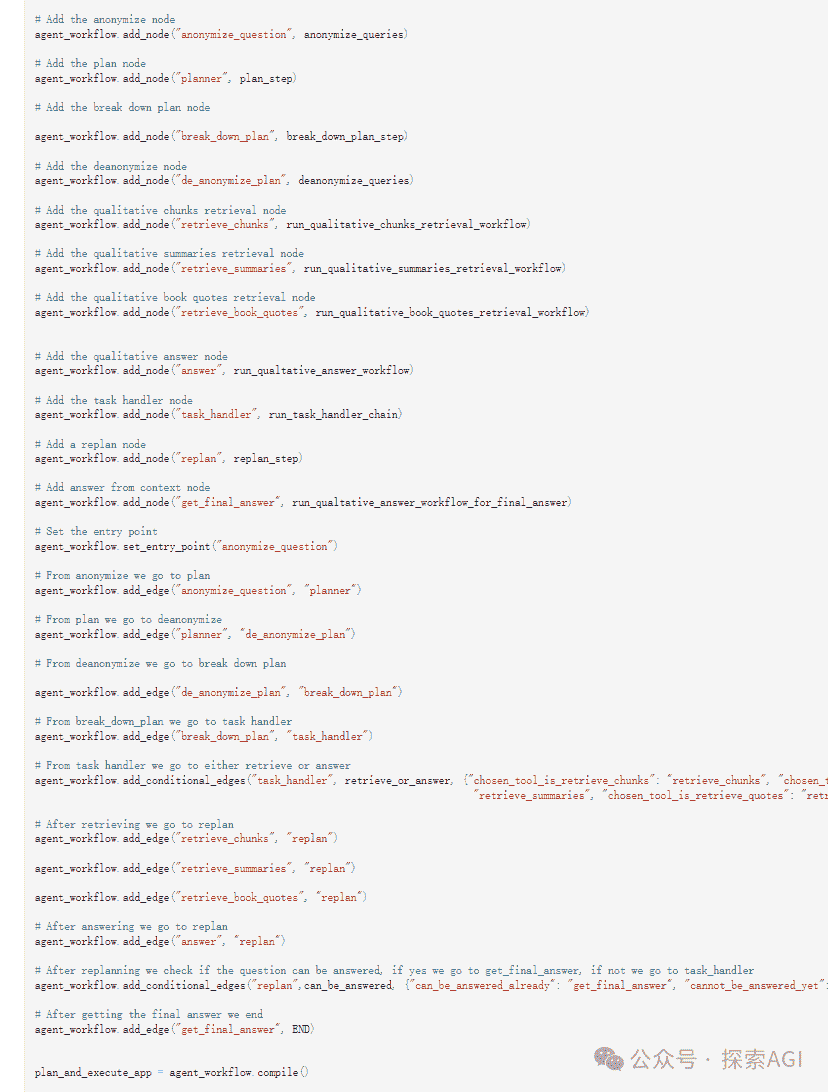 # Add the anonymize node
agent_workflow.add_node("anonymize_question", anonymize_queries)
# Add the plan node
agent_workflow.add_node("planner", plan_step)
# Add the break down plan node
agent_workflow.add_node("break_down_plan", break_down_plan_step)
# Add the deanonymize node
agent_workflow.add_node("de_anonymize_plan", deanonymize_queries)
# Add the qualitative chunks retrieval node
agent_workflow.add_node("retrieve_chunks", run_qualitative_chunks_retrieval_workflow)
# Add the qualitative summaries retrieval node
agent_workflow.add_node("retrieve_summaries", run_qualitative_summaries_retrieval_workflow)
# Add the qualitative book quotes retrieval node
agent_workflow.add_node("retrieve_book_quotes", run_qualitative_book_quotes_retrieval_workflow)
# Add the qualitative answer node
agent_workflow.add_node("answer", run_qualtative_answer_workflow)
# Add the task handler node
agent_workflow.add_node("task_handler", run_task_handler_chain)
# Add a replan node
agent_workflow.add_node("replan", replan_step)
# Add answer from context node
agent_workflow.add_node("get_final_answer", run_qualtative_answer_workflow_for_final_answer)
# Set the entry point
agent_workflow.set_entry_point("anonymize_question")
# From anonymize we go to plan
agent_workflow.add_edge("anonymize_question", "planner")
# From plan we go to deanonymize
agent_workflow.add_edge("planner", "de_anonymize_plan")
# From deanonymize we go to break down plan
agent_workflow.add_edge("de_anonymize_plan", "break_down_plan")
# From break_down_plan we go to task handler
agent_workflow.add_edge("break_down_plan", "task_handler")
# From task handler we go to either retrieve or answer
agent_workflow.add_conditional_edges("task_handler", retrieve_or_answer, {"chosen_tool_is_retrieve_chunks": "retrieve_chunks", "chosen_t
"retrieve_summaries", "chosen_tool_is_retrieve_quotes": "retr
# After retrieving we go to replan
agent_workflow.add_edge("retrieve_chunks", "replan")
agent_workflow.add_edge("retrieve_summaries", "replan")
agent_workflow.add_edge("retrieve_book_quotes", "replan")
# After answering we go to replan
agent_workflow.add_edge("answer", "replan")
# After replanning we check if the question can be answered, if yes we go to get_final_answer, if not we go to task_handler
agent_workflow.add_conditional_edges("replan",can_be_answered, {"can_be_answered_already": "get_final_answer", "cannot_be_answered_yet":
# After getting the final answer we end
agent_workflow.add_edge("get_final_answer", END)
plan_and_execute_app = agent_workflow.compile()
公众号 · 探索AGI